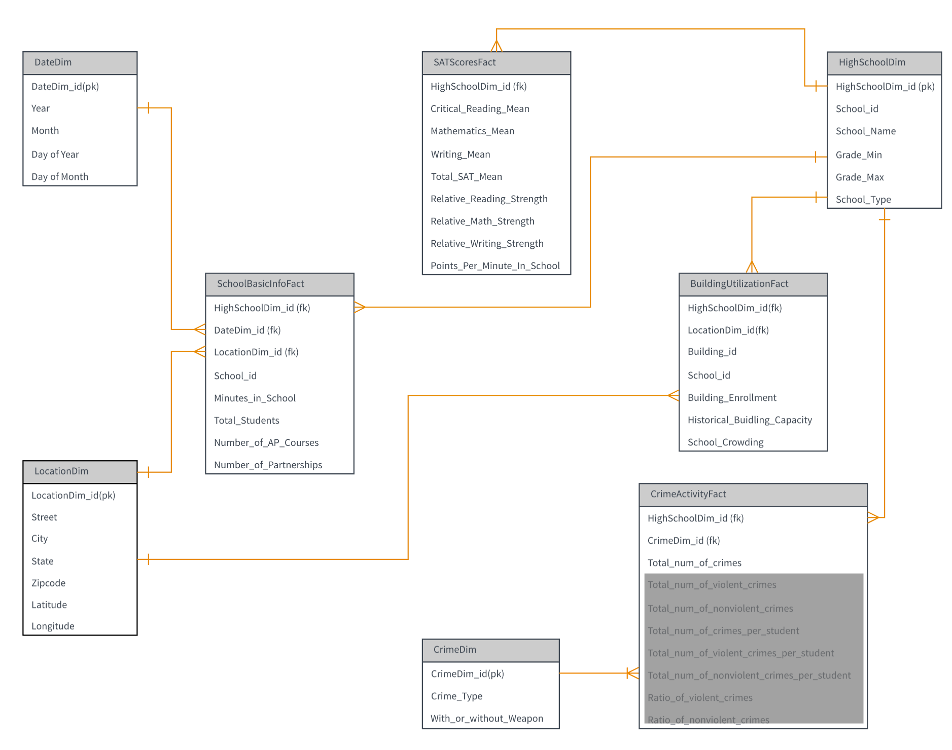 DateDim
DateDim_id(pk)
Year
Month
Day of Year
Day of Month
SATScoresFact
HighSchoolDim_id (fk)
Critical_Reading_Mean
Mathematics_Mean
Writing_Mean
Total_SAT_Mean
Relative_Reading_Strength
Relative_Math_Strength
Relative_Writing_Strength
Points_Per_Minute_In_School
HighSchoolDim
HighSchoolDim_id (pk)
School_id
School_Name
Grade_Min
Grade_Max
School_Type
SchoolBasicInfoFact
HighSchoolDim_id (fk)
DateDim_id (fk)
LocationDim_id (fk)
School_id
Minutes_in_School
Total_Students
Number_of_AP_Courses
Number_of_Partnerships
BuildingUtilizationFact
HighSchoolDim_id(fk)
LocationDim_id(fk)
Building_id
School_id
Building_Enrollment
Historical_Buidling_Capacity
School_Crowding
LocationDim
LocationDim_id(pk)
Street
City
State
Zipcode
Latitude
Longitude
CrimeActivityFact
HighSchoolDim_id (fk)
CrimeDim_id (fk)
Total_num_of_crimes
Total_num_of_violent_crimes
Total_num_of_nonviolent_crimes
Total_num_of_crimes_per_student
Total_num_of_violent_crimes_per_student
Total_num_of_nonviolent_crimes_per_student
Ratio_of_violent_crimes
Ratio_of_nonviolent_crimes
CrimeDim
CrimeDim_id(pk)
Crime_Type
With_or_without_Weapon